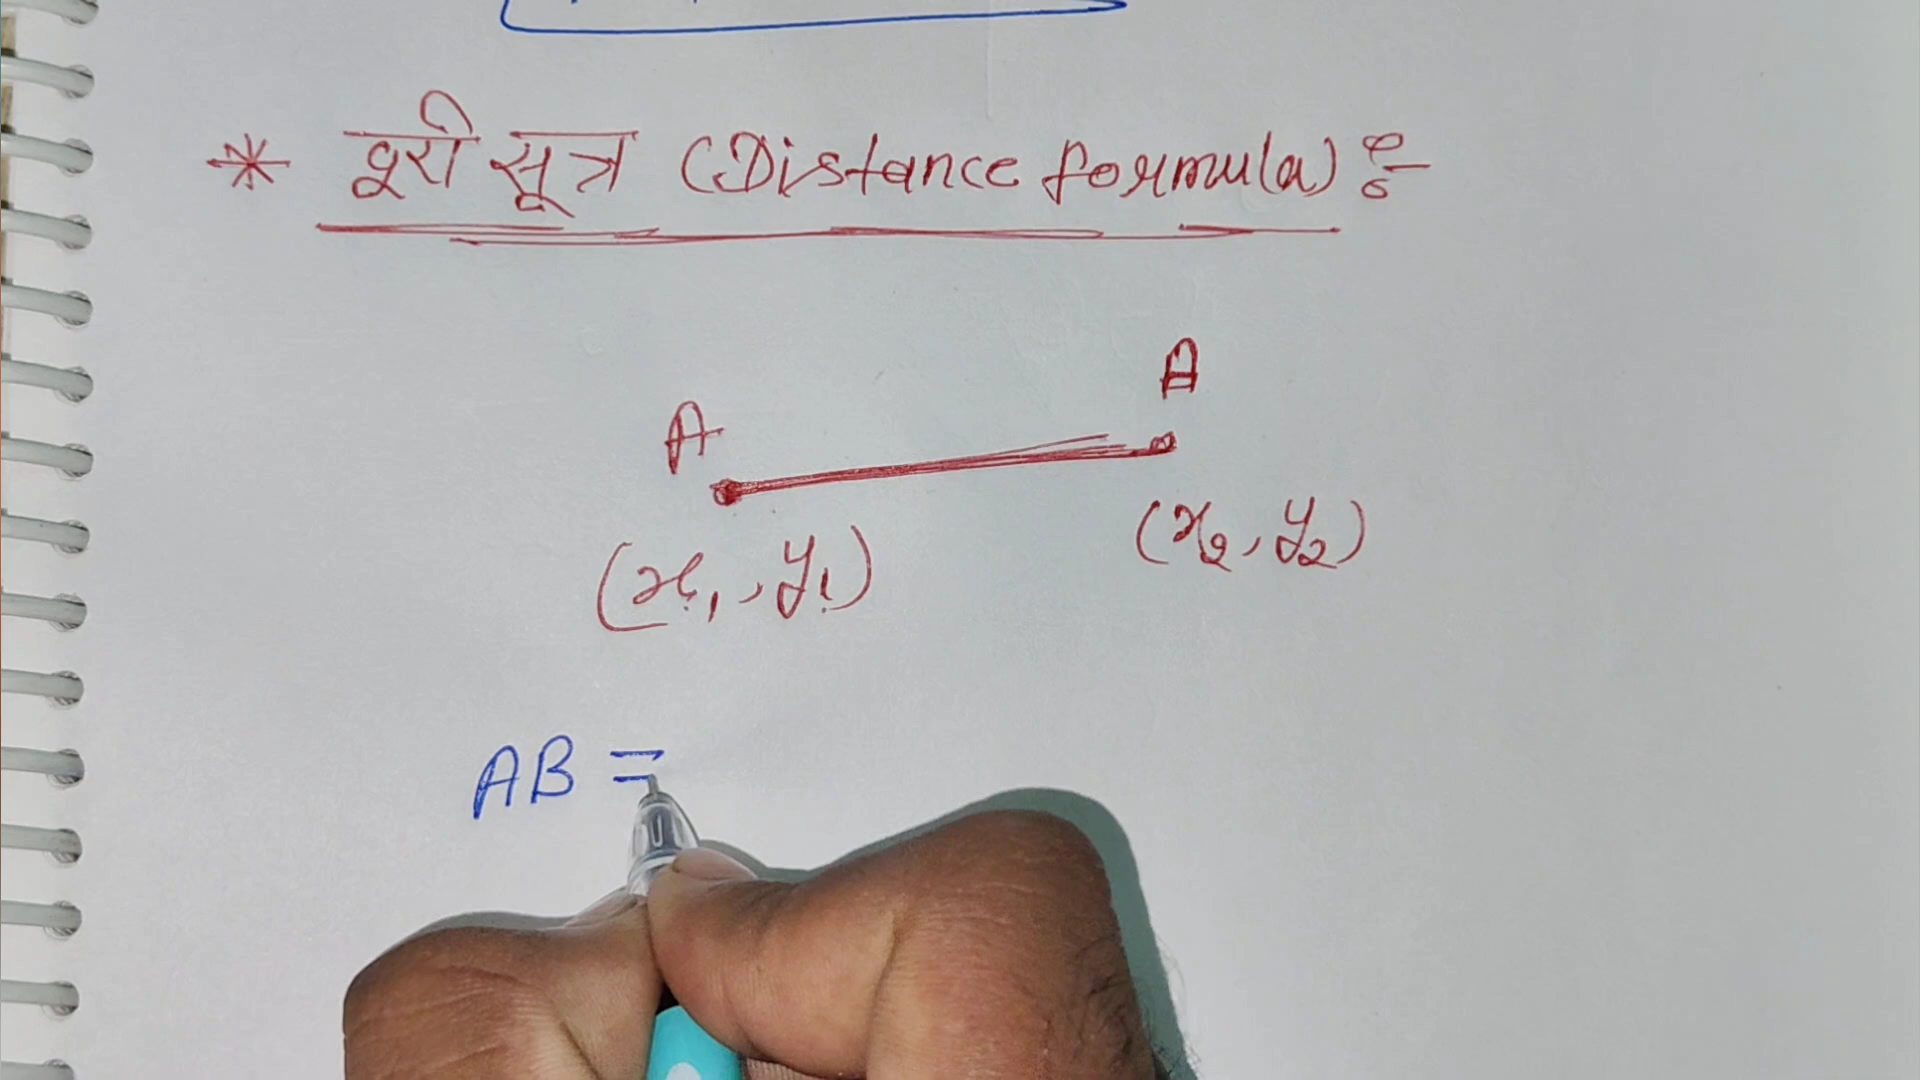 * दूरी सूत्र (Distance formula) :-
A
A
(x₁, y₁)
(x₂, y₂)
AB =